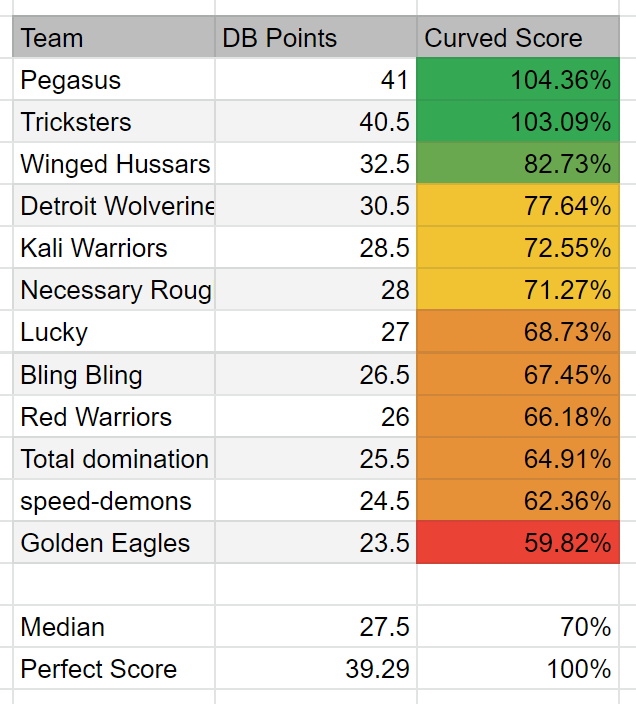 Team DB Points Curved Score
Pegasus 41 104.36%
Tricksters 40.5 103.09%
Winged Hussars 32.5 82.73%
Detroit Wolverine 30.5 77.64%
Kali Warriors 28.5 72.55%
Necessary Roug 28 71.27%
Lucky 27 68.73%
Bling Bling 26.5 67.45%
Red Warriors 26 66.18%
Total domination 25.5 64.91%
speed-demons 24.5 62.36%
Golden Eagles 23.5 59.82%
Median 27.5 70%
Perfect Score 39.29 100%